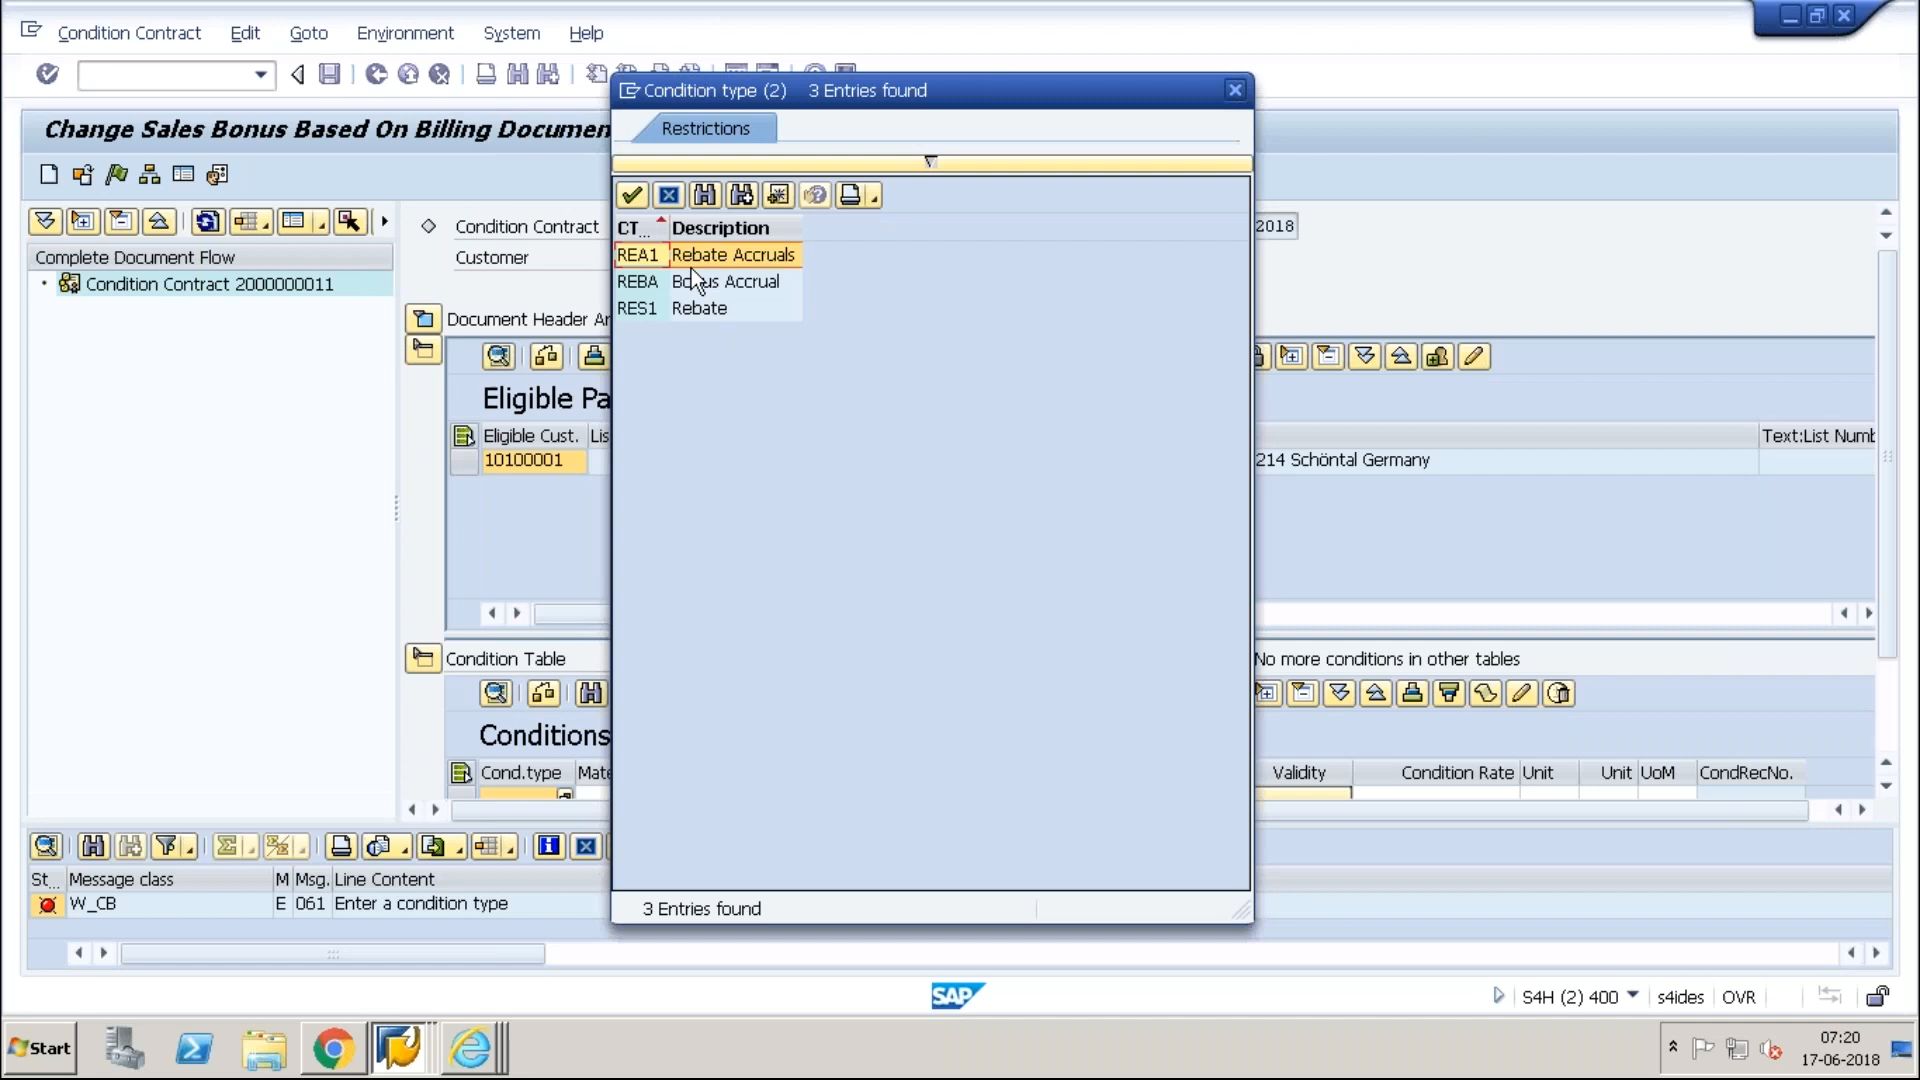 Condition Contract Edit Goto Environment System Help
Condition type (2) 3 Entries found
Change Sales Bonus Based On Billing Documen
Restrictions
CT... Description
REA1 Rebate Accruals
REBA Bonus Accrual
RES1 Rebate
Condition Contract
2018
Customer
Complete Document Flow
Condition Contract 2000000011
Document Header Ar
Eligible Pa
Eligible Cust. Lis
Text:List Numb
10100001
214 Schöntal Germany
Condition Table
No more conditions in other tables
Conditions
Cond.type Mate
Validity Condition Rate Unit Unit UoM CondRecNo.
St... Message class M Msg. Line Content
W_CB E 061 Enter a condition type
3 Entries found
SAP
S4H (2) 400 s4ides OVR
Start
07:20
17-06-2018